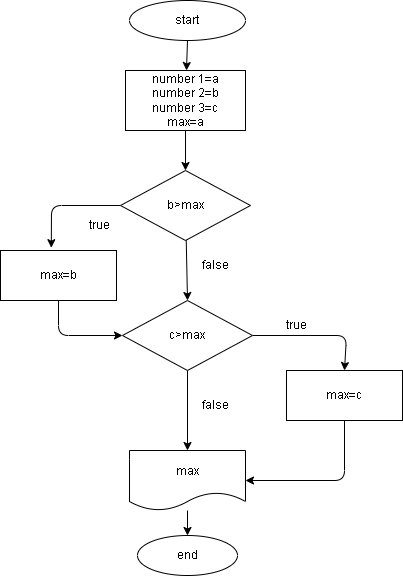 start
number 1=a
number 2=b
number 3=c
max=a
b>max
true
false
max=b
c>max
true
false
max=c
max
end